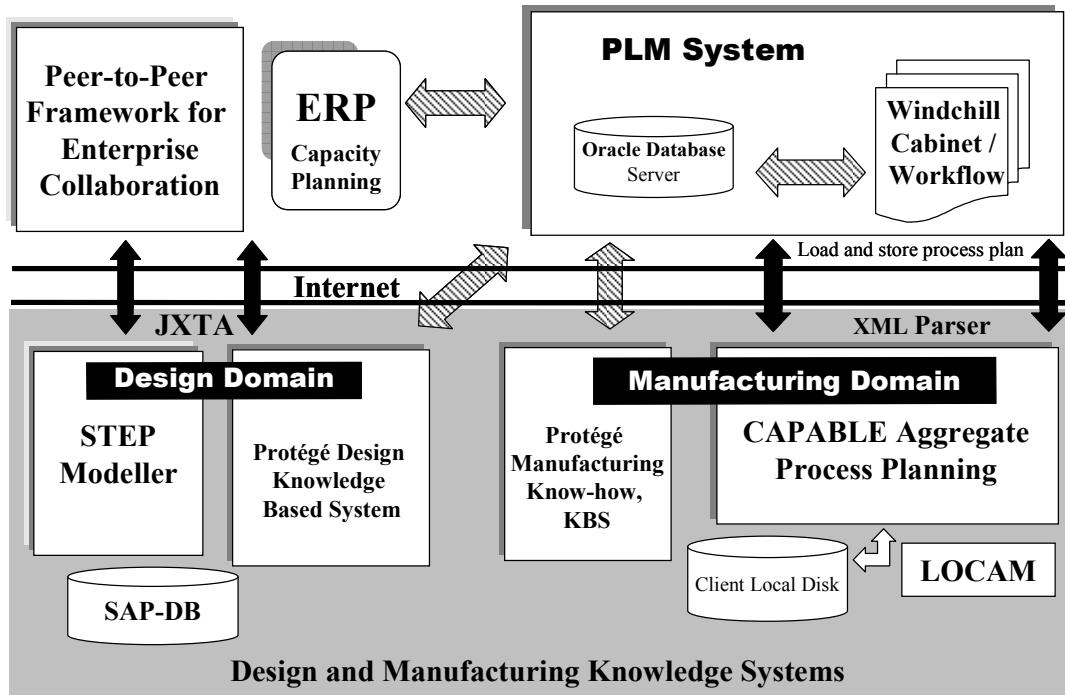 Peer-to-Peer
Framework for
Enterprise
Collaboration
ERP
Capacity
Planning
PLM System
Oracle Database
Server
Windchill
Cabinet /
Workflow
Load and store process plan
Internet
JXTA
XML Parser
Design Domain
STEP
Modeller
Protégé Design
Knowledge
Based System
Manufacturing Domain
Protégé
Manufacturing
Know-how,
KBS
CAPABLE Aggregate
Process Planning
SAP-DB
Client Local Disk
LOCAM
Design and Manufacturing Knowledge Systems